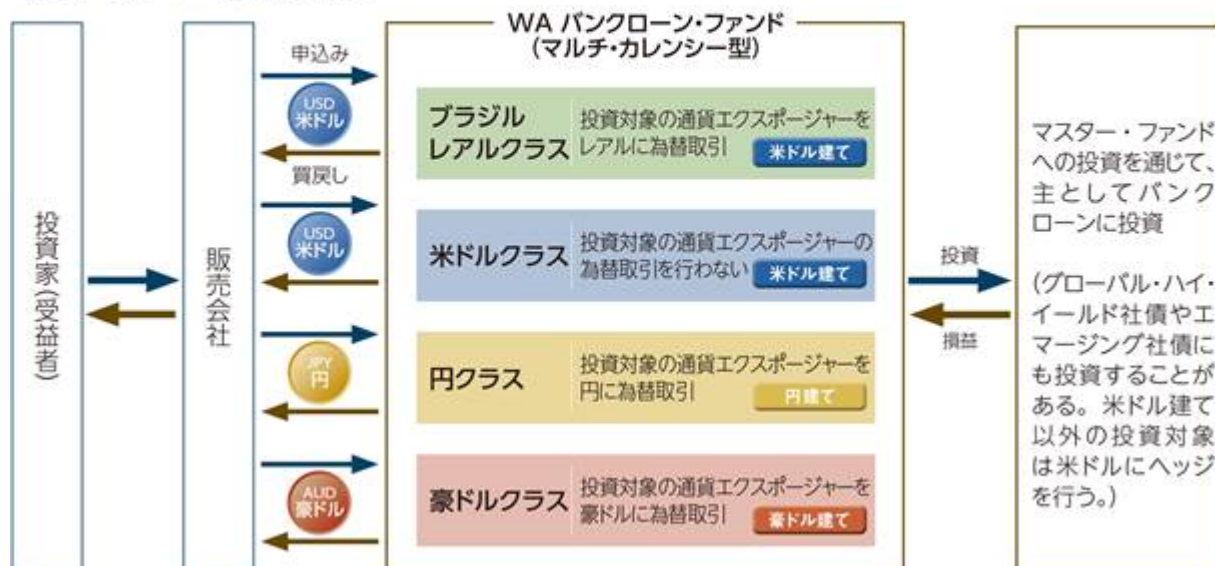 WA バンクローン・ファンド
(マルチ・カレンシー型)
投資家(受益者)
販売会社
申込み
USD
米ドル
買戻し
ブラジル
レアルクラス
投資対象の通貨エクスポージャーを
レアルに為替取引
米ドル建て
USD
米ドル
米ドルクラス
投資対象の通貨エクスポージャーの
為替取引を行わない
米ドル建て
JPY
円
円クラス
投資対象の通貨エクスポージャーを
円に為替取引
円建て
AUD
豪ドル
豪ドルクラス
投資対象の通貨エクスポージャーを
豪ドルに為替取引
豪ドル建て
投資
損益
マスター・ファンド
への投資を通じて、
主としてバンク
ローンに投資
(グローバル・ハイ・
イールド社債やエ
マージング社債に
も投資することが
ある。米ドル建て
以外の投資対象
は米ドルにヘッジ
を行う。)